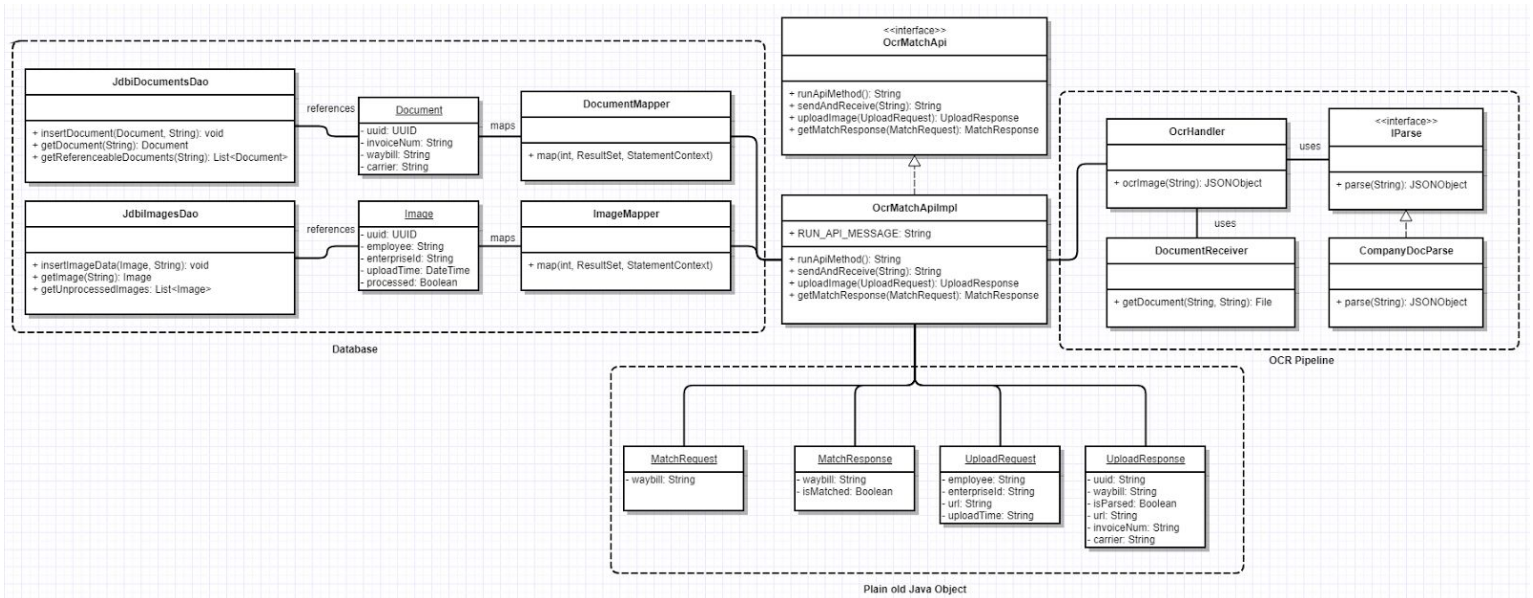 JdbiDocumentsDao
+ insertDocument(Document, String): void
+ getDocument(String): Document
+ getReferenceableDocuments(String): List<Document>
references
Document
- uuid: UUID
- invoiceNum: String
- waybill: String
- carrier: String
maps
DocumentMapper
+ map(int, ResultSet, StatementContext)
JdbiImagesDao
+ insertImageData(Image, String): void
+ getImage(String): Image
+ getUnprocessedImages: List<Image>
references
Image
- uuid: UUID
- employee: String
- enterpriseId: String
- uploadTime: DateTime
- processed: Boolean
maps
ImageMapper
+ map(int, ResultSet, StatementContext)
Database
<<interface>>
OcrMatchApi
+ runApiMethod(): String
+ sendAndReceive(String): String
+ uploadImage(UploadRequest): UploadResponse
+ getMatchResponse(MatchRequest): MatchResponse
OcrMatchApiImpl
+ RUN_API_MESSAGE: String
+ runApiMethod(): String
+ sendAndReceive(String): String
+ uploadImage(UploadRequest): UploadResponse
+ getMatchResponse(MatchRequest): MatchResponse
OcrHandler
+ ocrImage(String): JSONObject
uses
<<interface>>
IParse
+ parse(String): JSONObject
uses
DocumentReceiver
+ getDocument(String, String): File
CompanyDocParse
+ parse(String): JSONObject
OCR Pipeline
MatchRequest
- waybill: String
MatchResponse
- waybill: String
- isMatched: Boolean
UploadRequest
- employee: String
- enterpriseId: String
- url: String
- uploadTime: String
UploadResponse
- uuid: String
- waybill: String
- isParsed: Boolean
- url: String
- invoiceNum: String
- carrier: String
Plain old Java Object